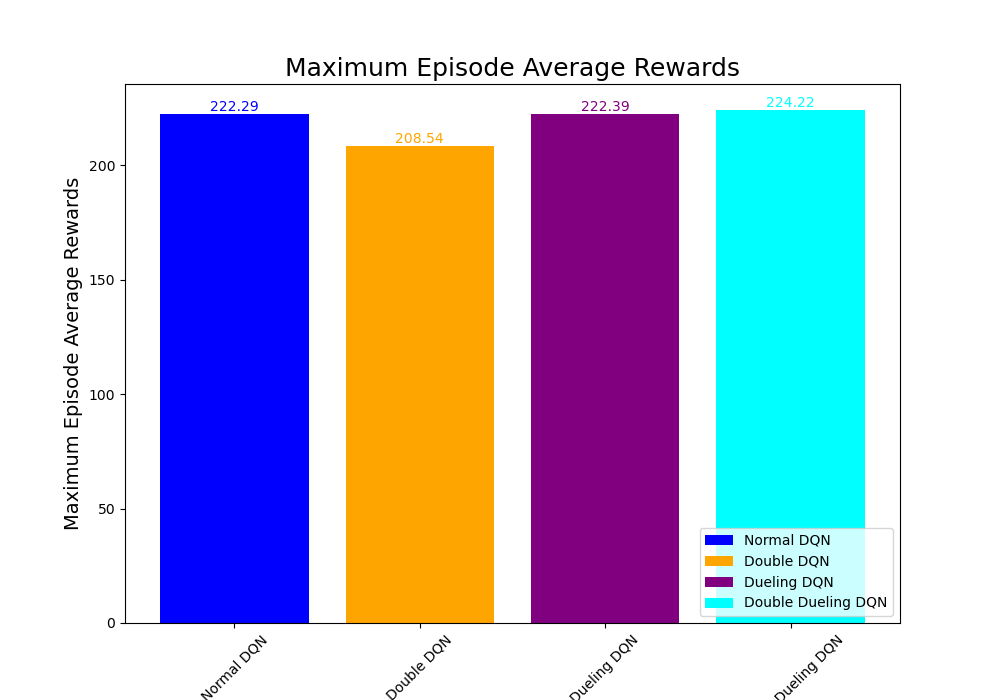 Maximum Episode Average Rewards
222.29
208.54
222.39
224.22
Maximum Episode Average Rewards
200
150
100
50
0
Normal DQN
Double DQN
Dueling DQN
Double Dueling DQN
Normal DQN
Double DQN
Dueling DQN
Dueling DQN